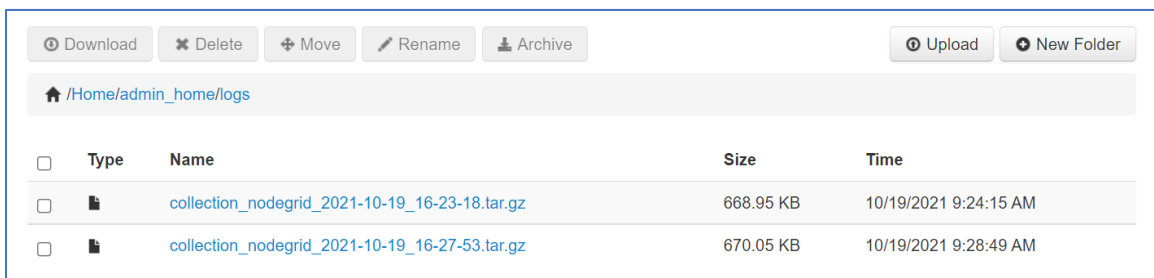 Download Delete Move Rename Archive Upload New Folder
/Home/admin_home/logs
Type Name Size Time
collection_nodegrid_2021-10-19_16-23-18.tar.gz 668.95 KB 10/19/2021 9:24:15 AM
collection_nodegrid_2021-10-19_16-27-53.tar.gz 670.05 KB 10/19/2021 9:28:49 AM